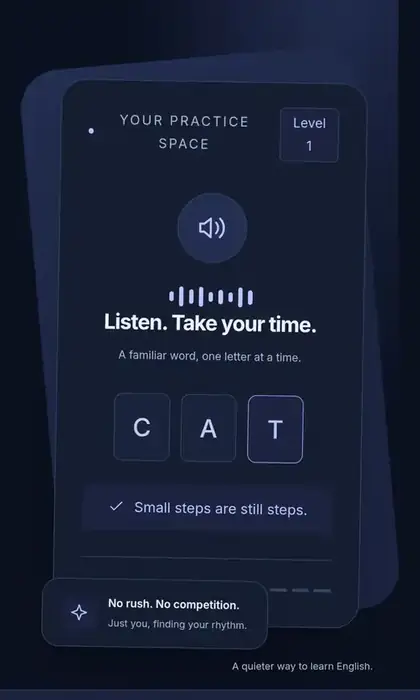 YOUR PRACTICE
SPACE
Level
1
Listen. Take your time.
A familiar word, one letter at a time.
C A T
Small steps are still steps.
No rush. No competition.
Just you, finding your rhythm.
A quieter way to learn English.